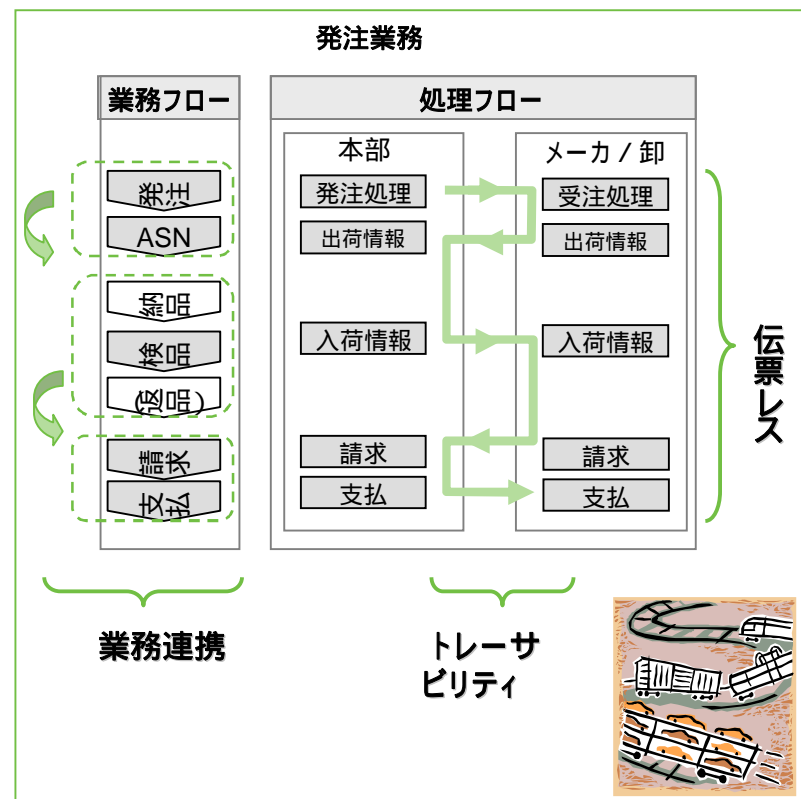 発注業務
業務フロー
処理フロー
発注
ASN
納品
検品
(返品)
請求
支払
本部
発注処理
出荷情報
入荷情報
請求
支払
メーカ / 卸
受注処理
出荷情報
入荷情報
請求
支払
伝票レス
業務連携
トレーサ
ビリティ